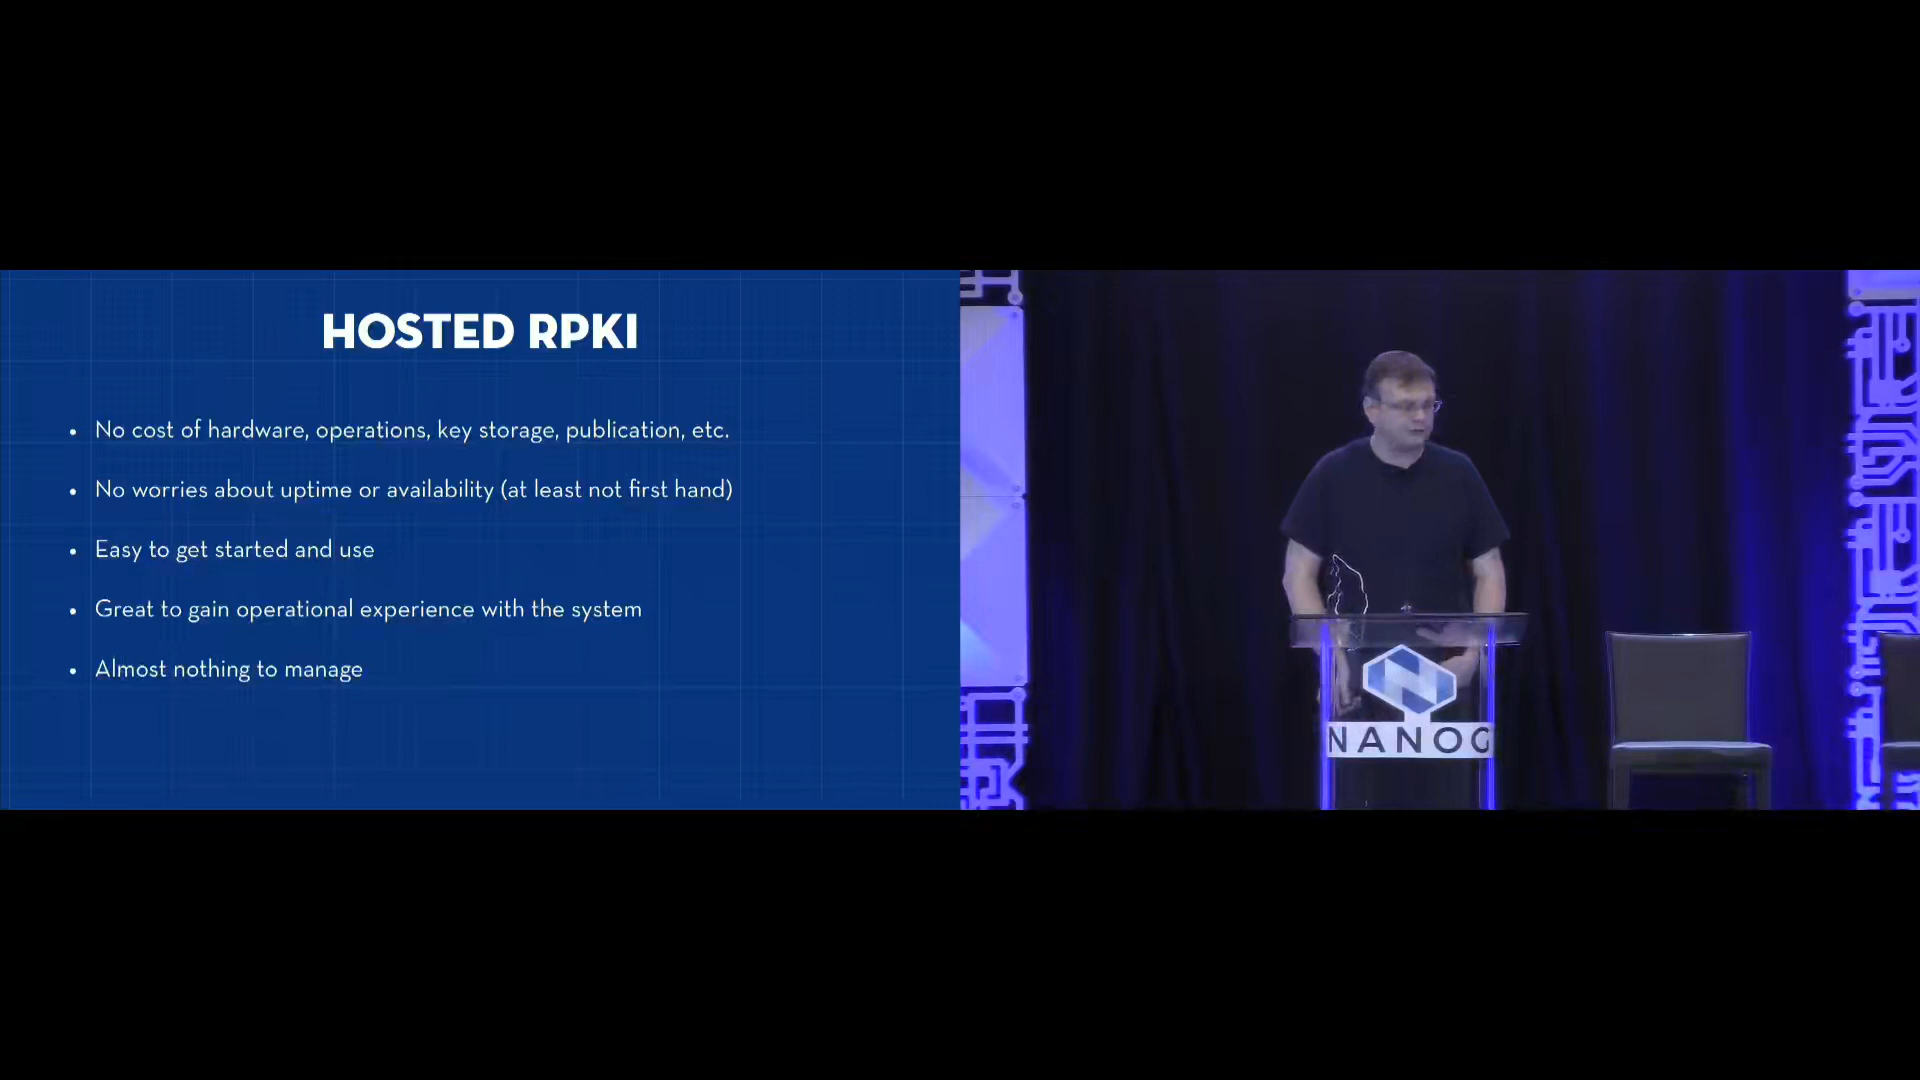 HOSTED RPKI
• No cost of hardware, operations, key storage, publication, etc.
• No worries about uptime or availability (at least not first hand)
• Easy to get started and use
• Great to gain operational experience with the system
• Almost nothing to manage
NANOG